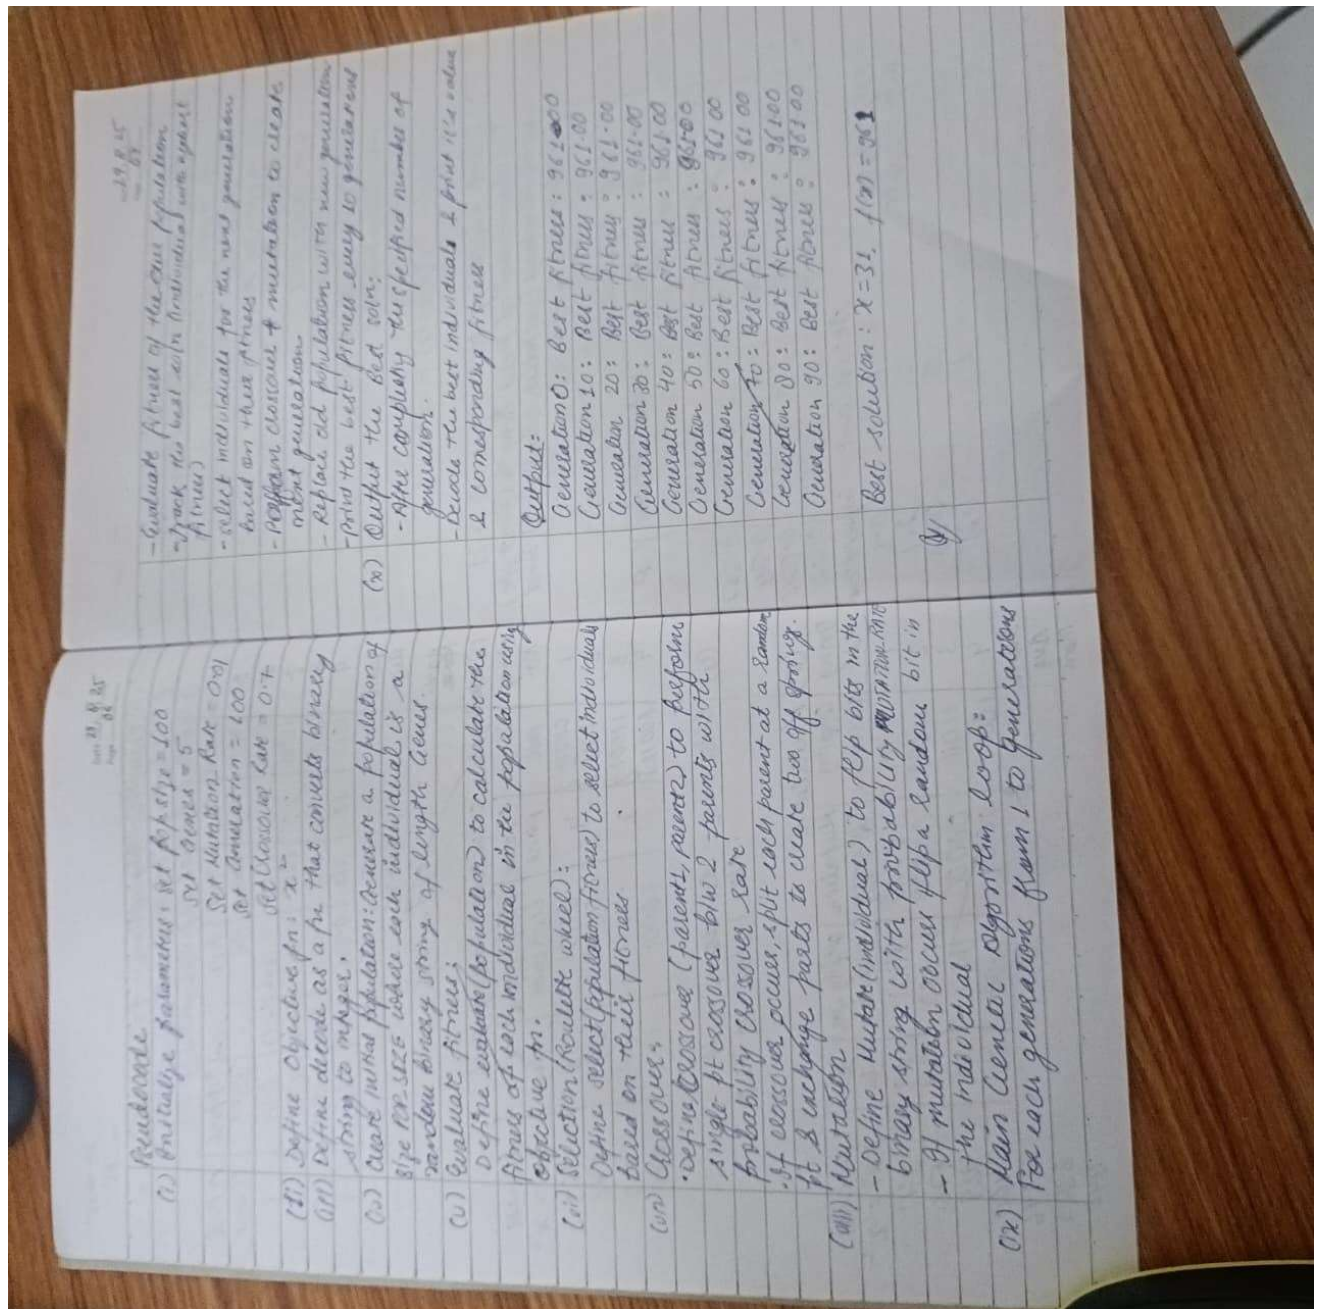 Pseudocode
(i) Initialize parameters: set pop size = 100
set Genes = 5
Set Mutation Rate = 0.01
Set Generation = 100
Set Crossover Rate = 0.7
(ii) Define Objective fn: x²
(iii) Define decode as a fn that converts binary
string to integer.
(iv) Create initial population: Generate a population of
size POP SIZE where each individual is a
random binary string of length Genes.
(v) Evaluate fitness:
Define evaluate(population) to calculate the
fitness of each individual in the population using
objective fn.
(vi) Selection (Roulette wheel):
Define select(population fitness) to select individuals
based on their fitness
(vii) Crossover:
• Define crossover (parent1, parent2) to perform
single pt crossover b/w 2 parents with
probability crossover rate
• If crossover occurs, split each parent at a random
pt & exchange parts to create two off spring.
(viii) Mutation
- Define Mutate(individual) to flip bits in the
binary string with probability MUTATION-RATE
- If mutation occurs flip a random bit in
the individual
(ix) Main Genetic Algorithm loop:
For each generations from 1 to generations
- Evaluate fitness of the population
- Track the best soln (individual with highest
fitness)
- select individuals for the next generation
based on their fitness
- Perform crossover & mutation to create
next generation
- Replace old population with new generation
- Print the best fitness every 10 generations
(x) Output the Best soln:
- After completing the specified number of
generation.
- Decode the best individuals & print its value
& corresponding fitness
Output:
Generation 0: Best fitness: 961.00
Generation 10: Best fitness: 961.00
Generation 20: Best fitness: 961.00
Generation 30: Best fitness: 961.00
Generation 40: Best fitness: 961.00
Generation 50: Best fitness: 961.00
Generation 60: Best fitness: 961.00
Generation 70: Best fitness: 961.00
Generation 80: Best fitness: 961.00
Generation 90: Best fitness: 961.00
Best solution: x = 31, f(x) = 961